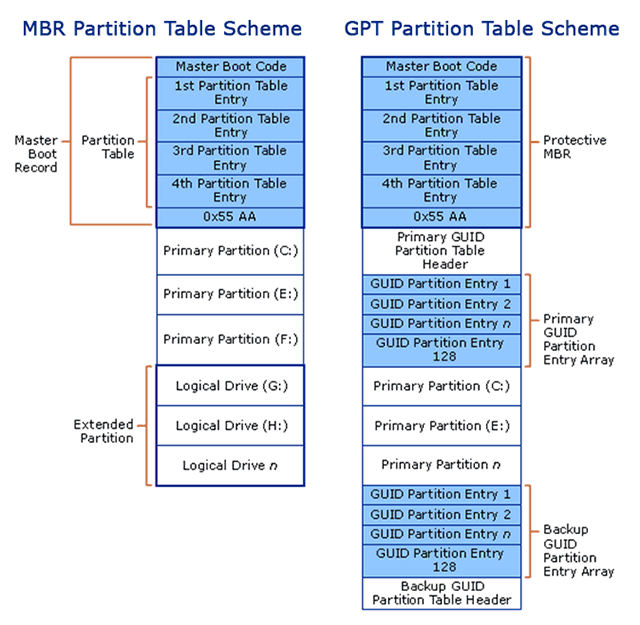 MBR Partition Table Scheme
Master Boot Code
1st Partition Table
Entry
2nd Partition Table
Entry
3rd Partition Table
Entry
4th Partition Table
Entry
0x55 AA
Master
Boot
Record
Partition
Table
Primary Partition (C:)
Primary Partition (E:)
Primary Partition (F:)
Logical Drive (G:)
Logical Drive (H:)
Logical Drive n
Extended
Partition
GPT Partition Table Scheme
Master Boot Code
1st Partition Table
Entry
2nd Partition Table
Entry
3rd Partition Table
Entry
4th Partition Table
Entry
0x55 AA
Protective
MBR
Primary GUID
Partition Table
Header
GUID Partition Entry 1
GUID Partition Entry 2
GUID Partition Entry n
GUID Partition Entry
128
Primary
GUID
Partition
Entry Array
Primary Partition (C:)
Primary Partition (E:)
Primary Partition n
GUID Partition Entry 1
GUID Partition Entry 2
GUID Partition Entry n
GUID Partition Entry
128
Backup
GUID
Partition
Entry Array
Backup GUID
Partition Table Header